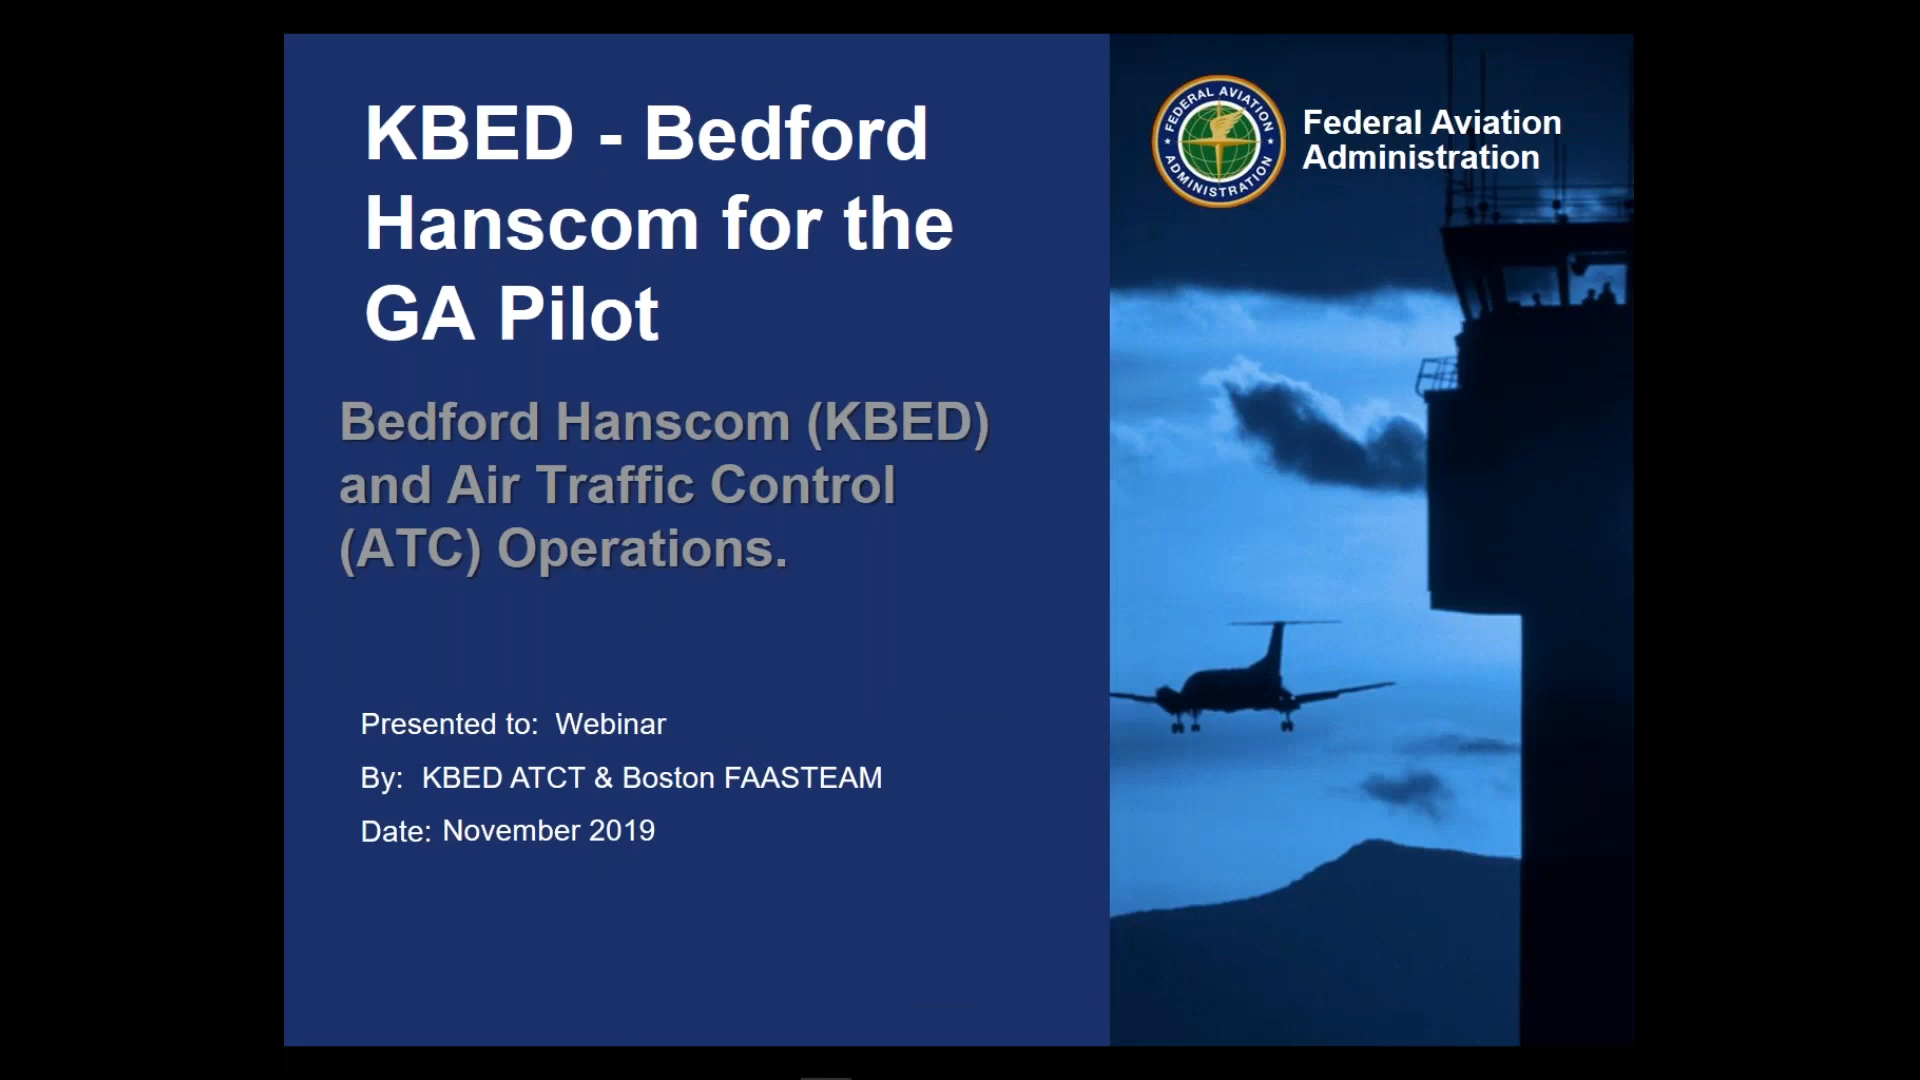 KBED - Bedford
Hanscom for the
GA Pilot
Bedford Hanscom (KBED)
and Air Traffic Control
(ATC) Operations.
Presented to: Webinar
By: KBED ATCT & Boston FAASTEAM
Date: November 2019
FEDERAL AVIATION
ADMINISTRATION
Federal Aviation
Administration